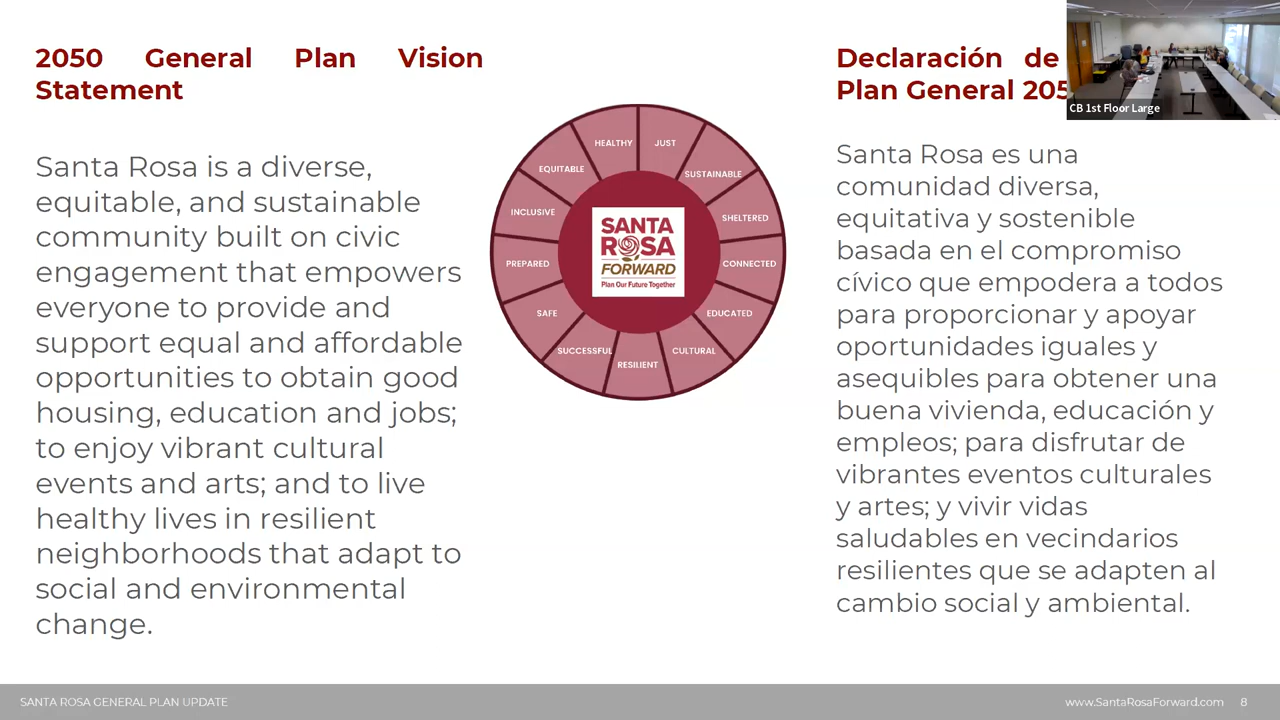 2050 General Plan Vision
Statement
Santa Rosa is a diverse,
equitable, and sustainable
community built on civic
engagement that empowers
everyone to provide and
support equal and affordable
opportunities to obtain good
housing, education and jobs;
to enjoy vibrant cultural
events and arts; and to live
healthy lives in resilient
neighborhoods that adapt to
social and environmental
change.
HEALTHY
JUST
SUSTAINABLE
SHELTERED
CONNECTED
EDUCATED
CULTURAL
RESILIENT
SUCCESSFUL
SAFE
PREPARED
INCLUSIVE
EQUITABLE
SANTA
ROSA
FORWARD
Plan Our Future Together
Declaración de
Plan General 205
Santa Rosa es una
comunidad diversa,
equitativa y sostenible
basada en el compromiso
cívico que empodera a todos
para proporcionar y apoyar
oportunidades iguales y
asequibles para obtener una
buena vivienda, educación y
empleos; para disfrutar de
vibrantes eventos culturales
y artes; y vivir vidas
saludables en vecindarios
resilientes que se adapten al
cambio social y ambiental.
CB 1st Floor Large
SANTA ROSA GENERAL PLAN UPDATE
www.SantaRosaForward.com 8